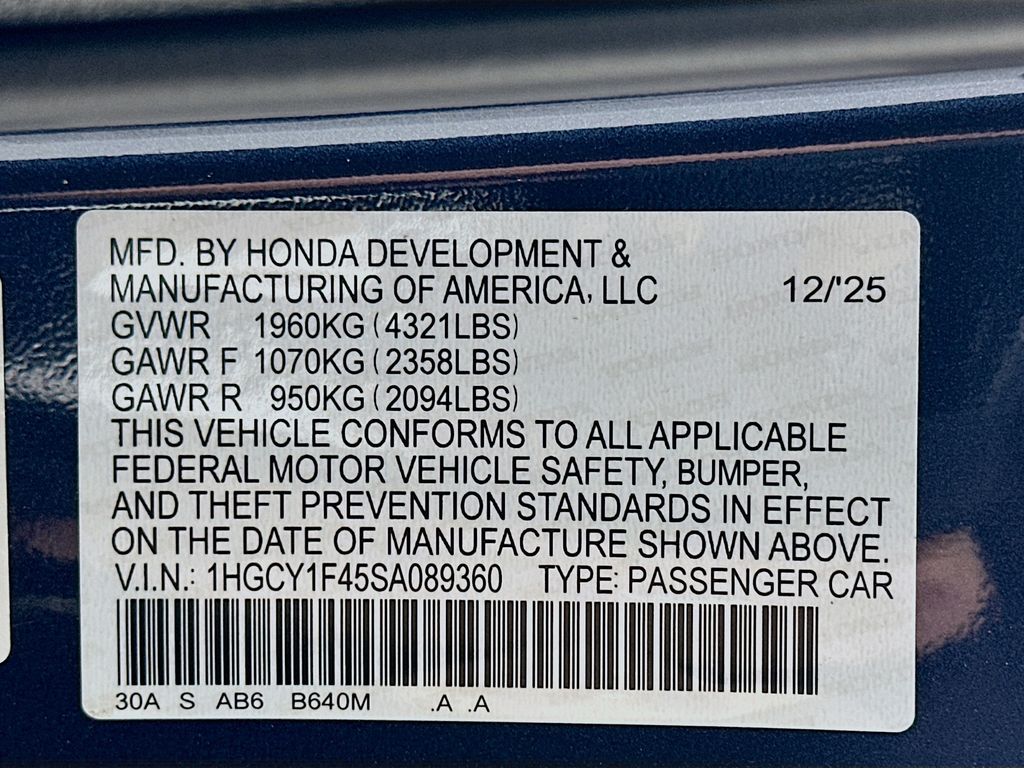 MFD. BY HONDA DEVELOPMENT &
MANUFACTURING OF AMERICA, LLC 12/'25
GVWR 1960KG (4321LBS)
GAWR F 1070KG (2358LBS)
GAWR R 950KG (2094LBS)
THIS VEHICLE CONFORMS TO ALL APPLICABLE
FEDERAL MOTOR VEHICLE SAFETY, BUMPER,
AND THEFT PREVENTION STANDARDS IN EFFECT
ON THE DATE OF MANUFACTURE SHOWN ABOVE.
V.I.N.: 1HGCY1F45SA089360 TYPE: PASSENGER CAR
30A S AB6 B640M .A .A